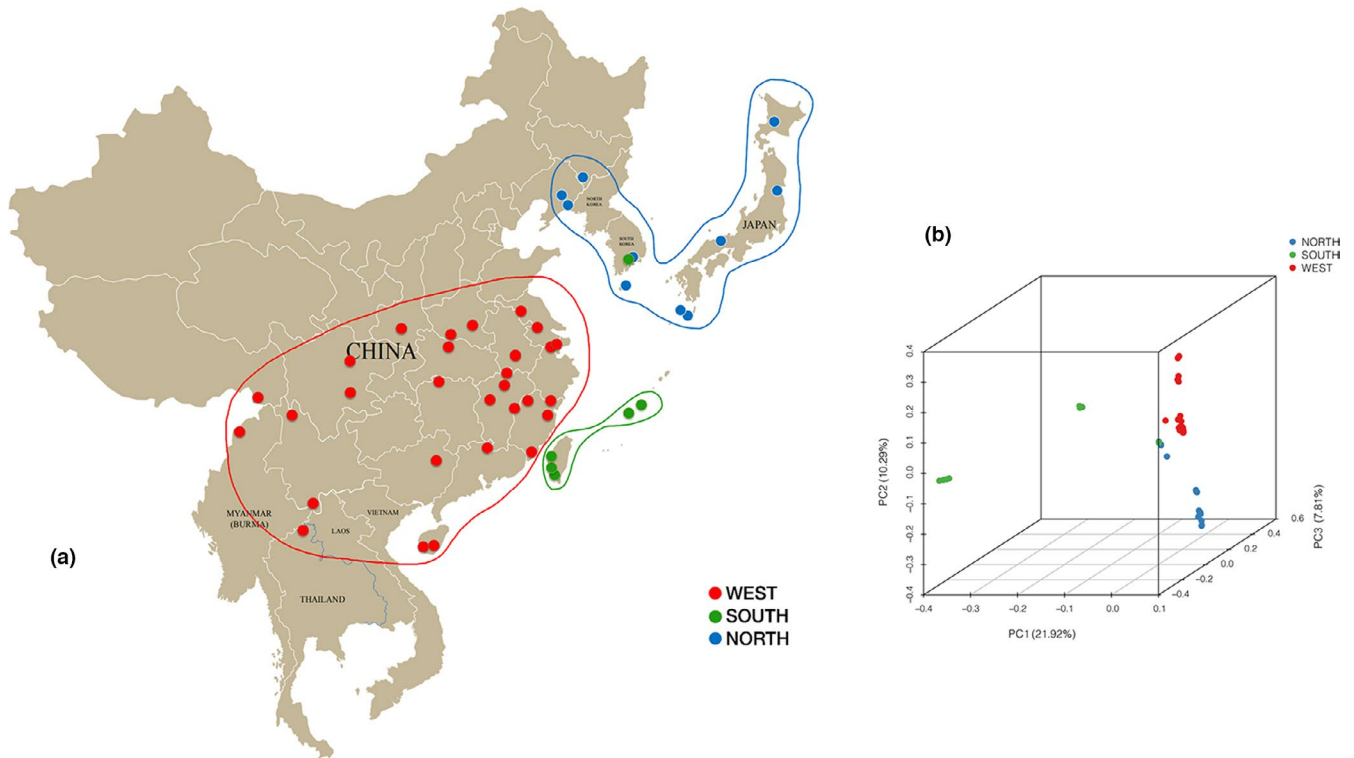 NORTH
KOREA
SOUTH
KOREA
JAPAN
CHINA
MYANMAR
(BURMA)
VIETNAM
LAOS
THAILAND
(a)
WEST
SOUTH
NORTH
(b)
NORTH
SOUTH
WEST
PC2 (10.29%)
0.4
0.3
0.2
0.1
0.0
−0.1
−0.2
−0.3
−0.4
−0.4
−0.3
−0.2
−0.1
0.0
0.1
PC1 (21.92%)
−0.4
−0.2
0.0
0.2
0.4
0.6
PC3 (7.81%)